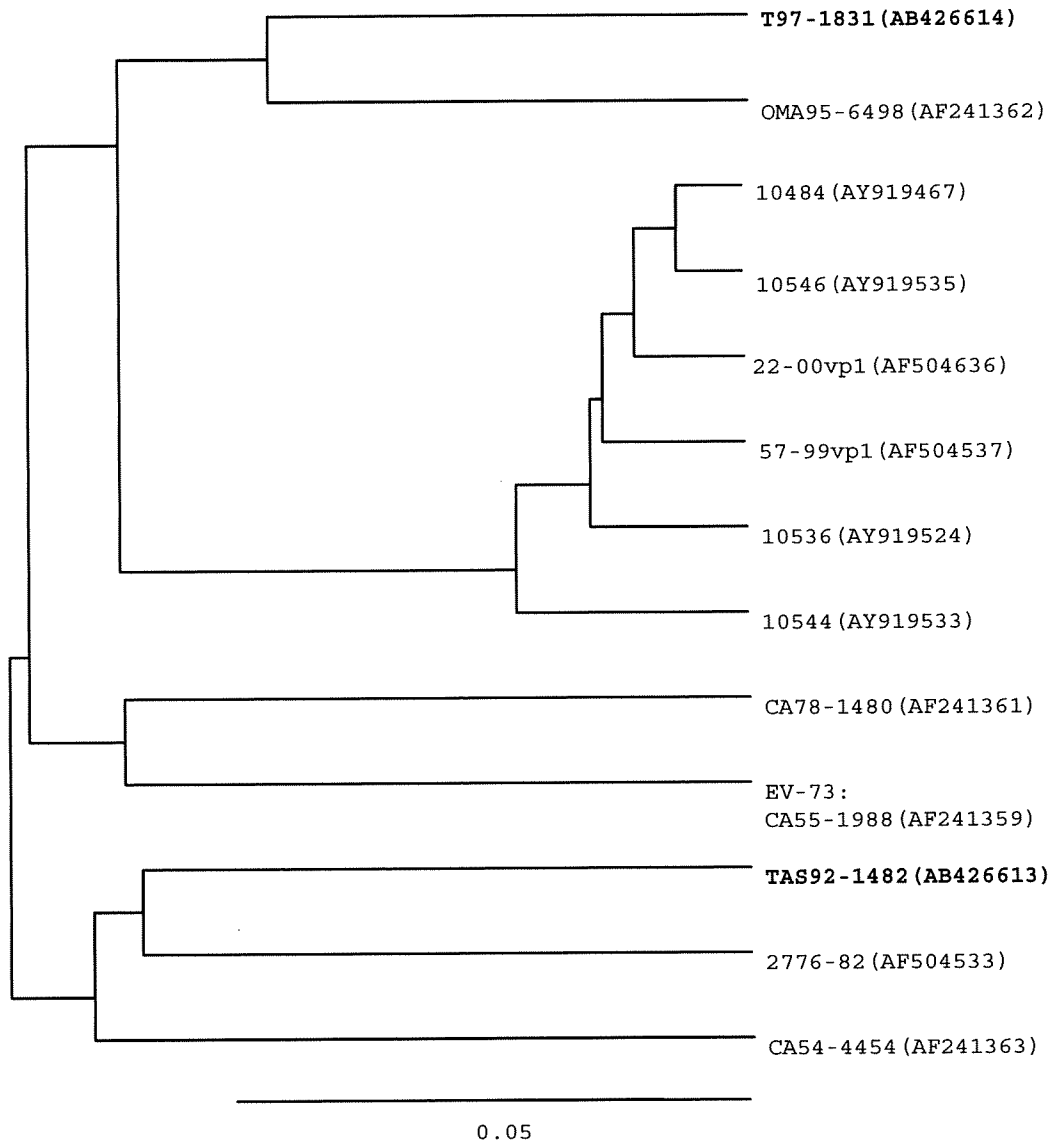 T97-1831(AB426614)
OMA95-6498(AF241362)
10484(AY919467)
10546(AY919535)
22-00vp1(AF504636)
57-99vp1(AF504537)
10536(AY919524)
10544(AY919533)
CA78-1480(AF241361)
EV-73:
CA55-1988(AF241359)
TAS92-1482(AB426613)
2776-82(AF504533)
CA54-4454(AF241363)
0.05